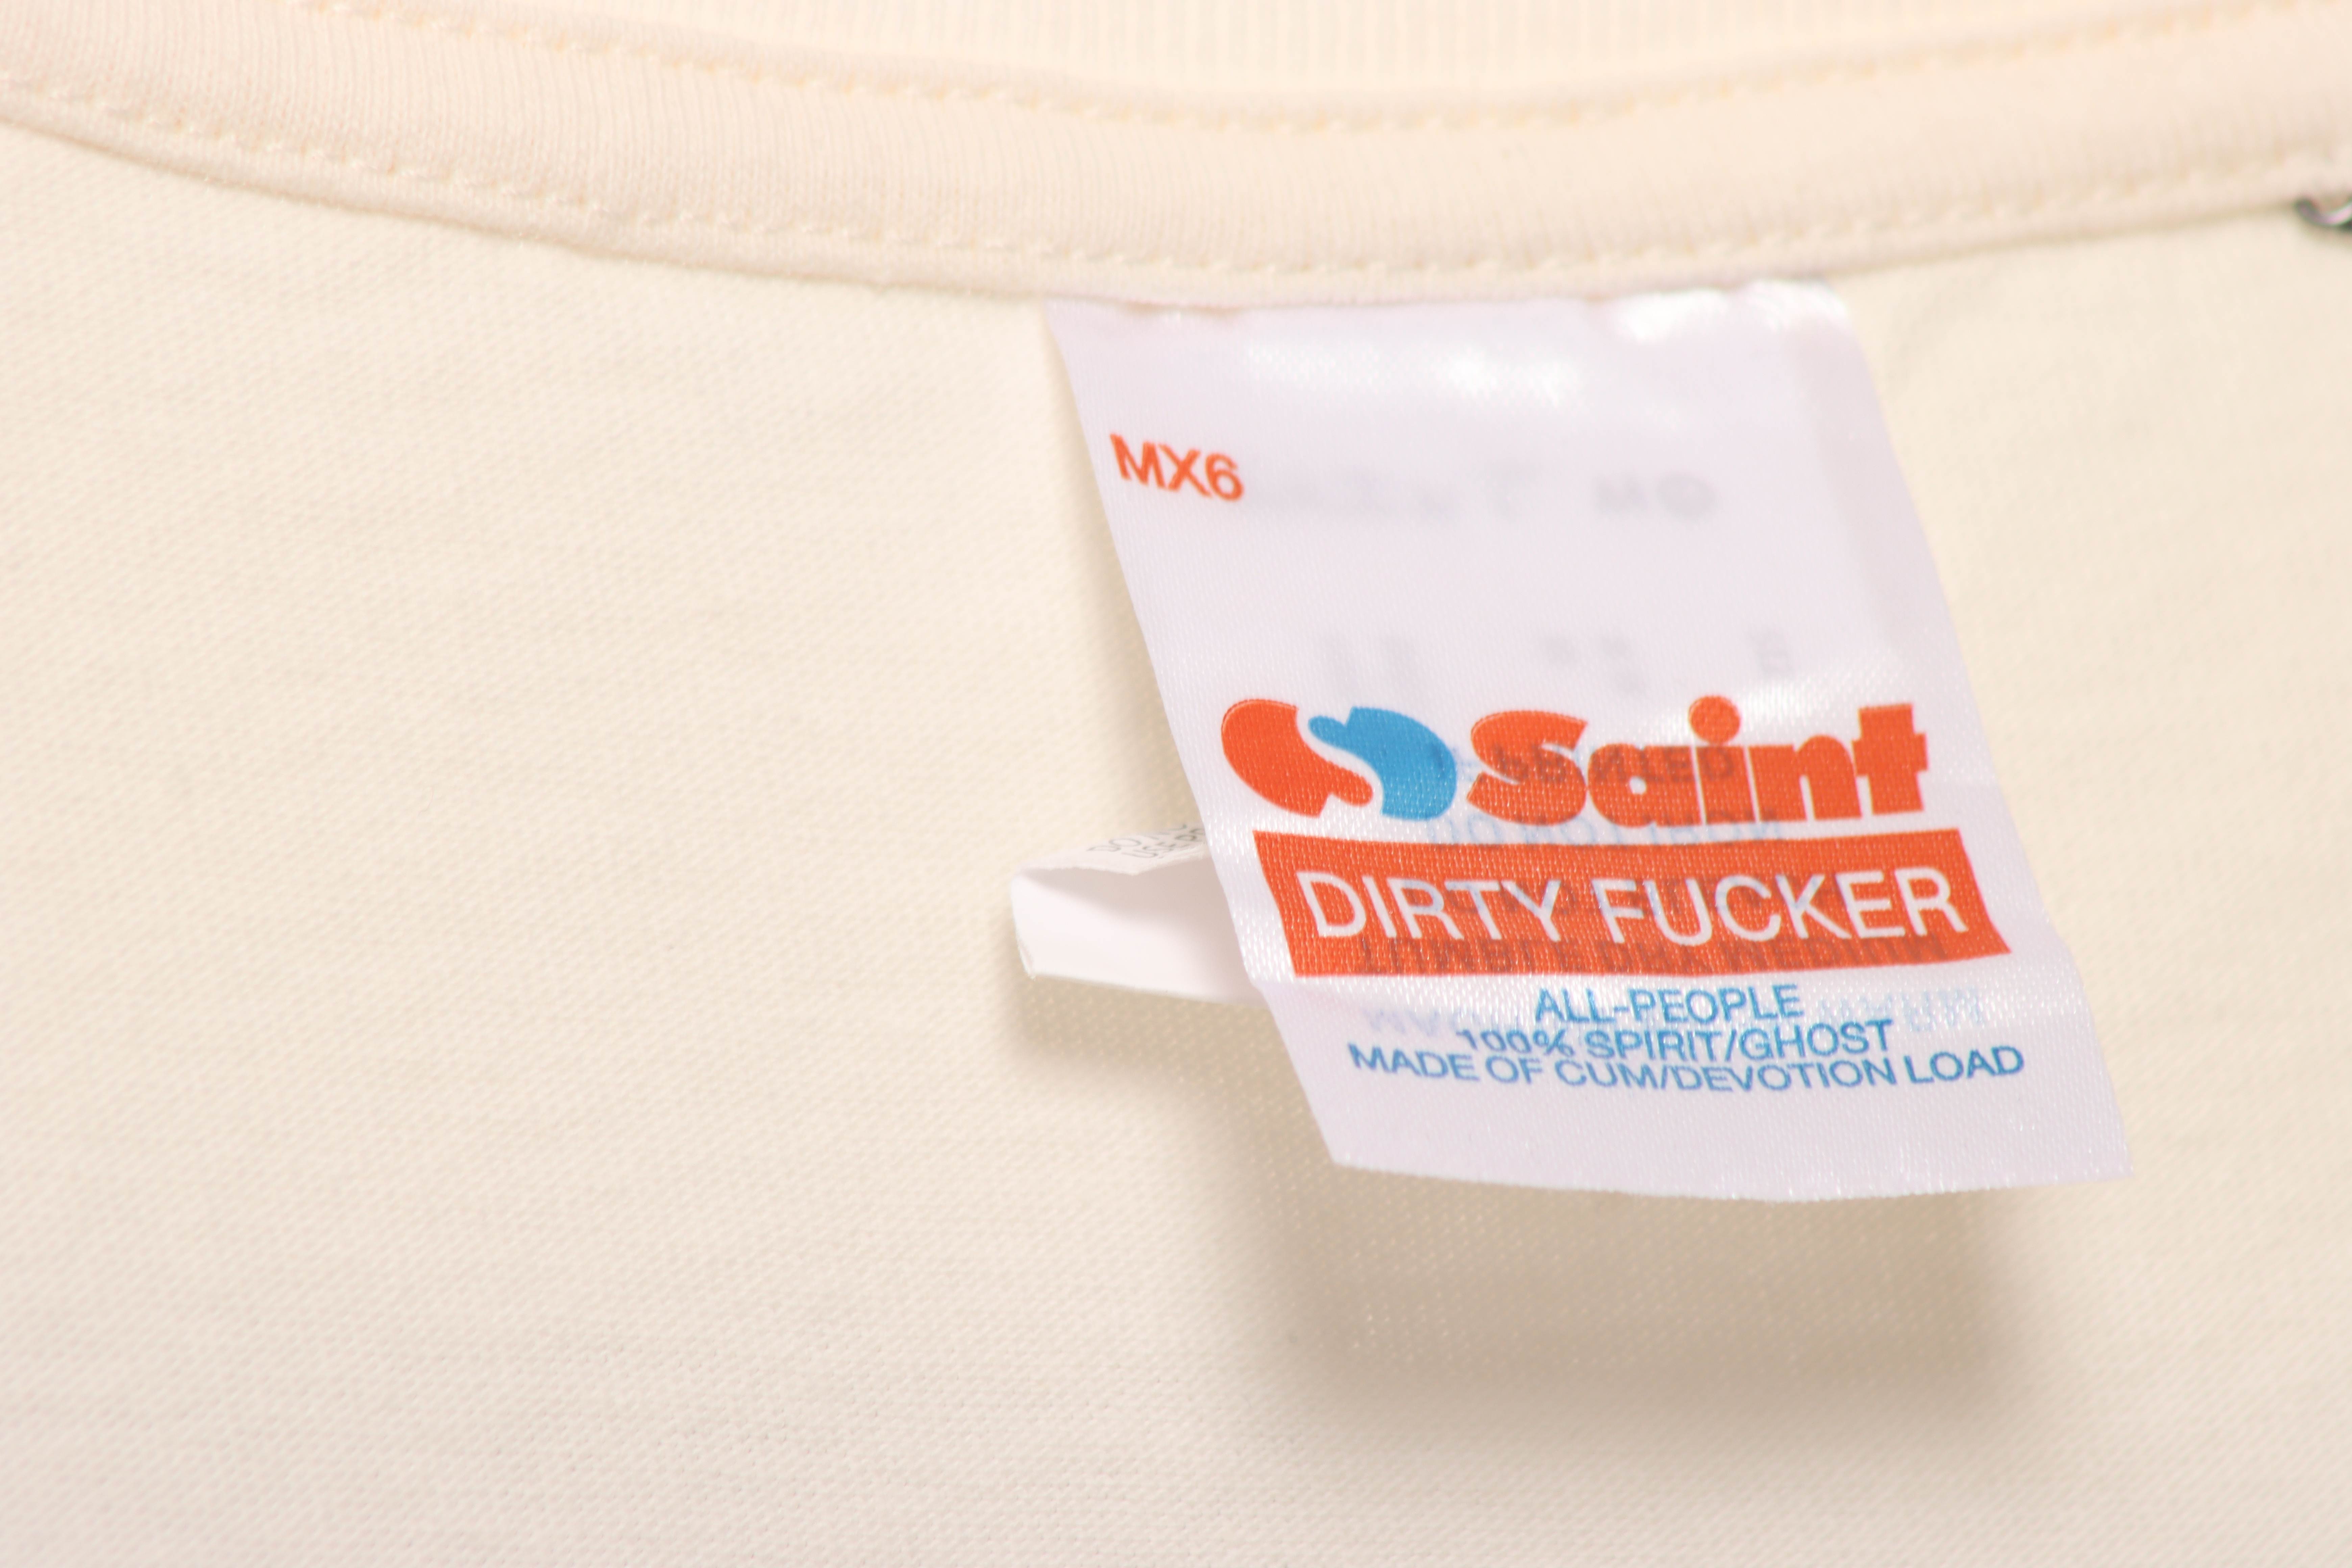 MX6
Saint
DIRTY FUCKER
ALL-PEOPLE
100% SPIRIT/GHOST
MADE OF CUM/DEVOTION LOAD